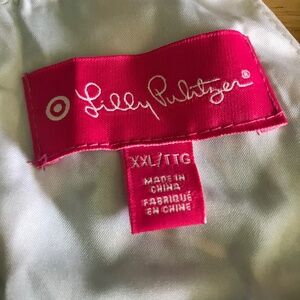 Lilly Pulitzer®
XXL/TTG
MADE IN
CHINA
FABRIQUÉ
EN CHINE